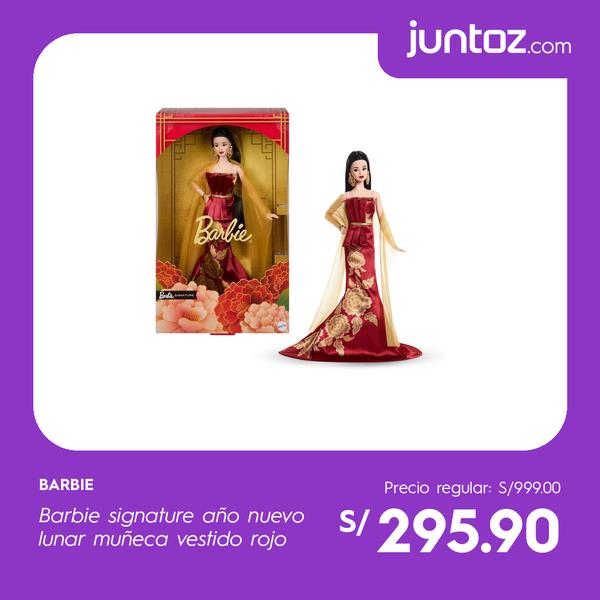 juntoz.com
Barbie
Barbie SIGNATURE
BARBIE
Precio regular: S/999.00
Barbie signature año nuevo
lunar muñeca vestido rojo
S/ 295.90